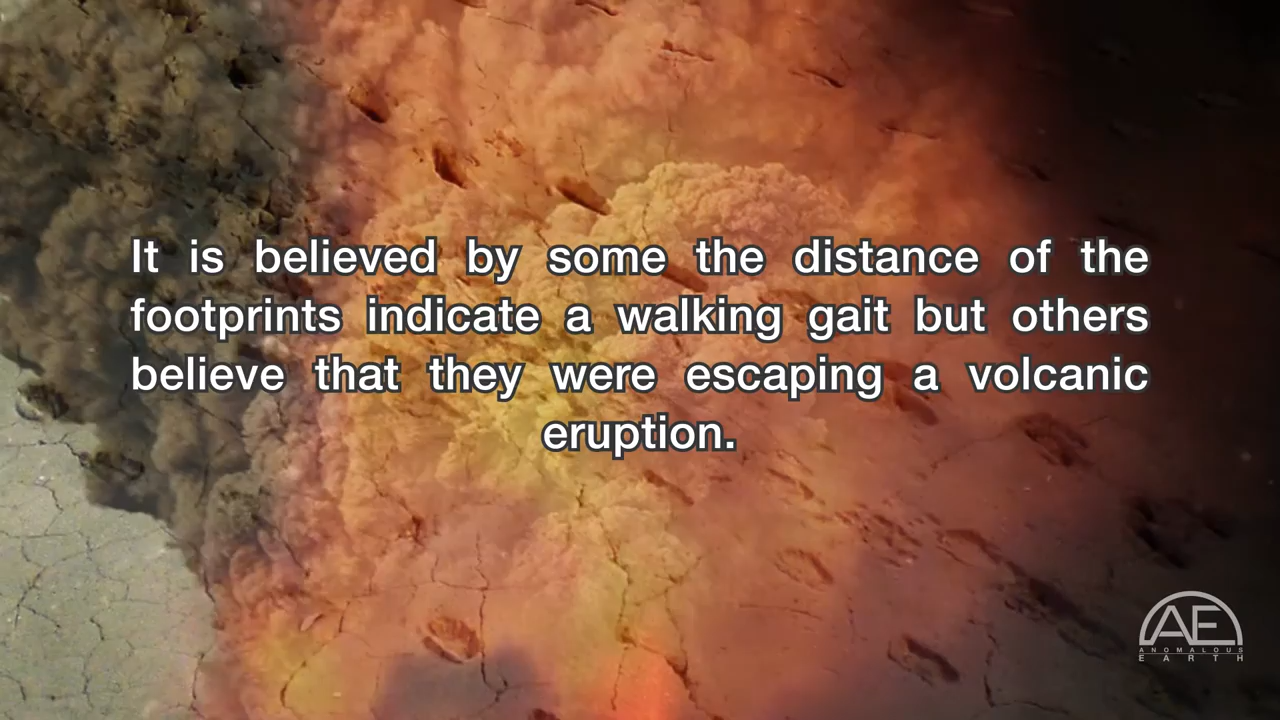 It is believed by some the distance of the
footprints indicate a walking gait but others
believe that they were escaping a volcanic
eruption.
AE
ANOMALOUS
EARTH